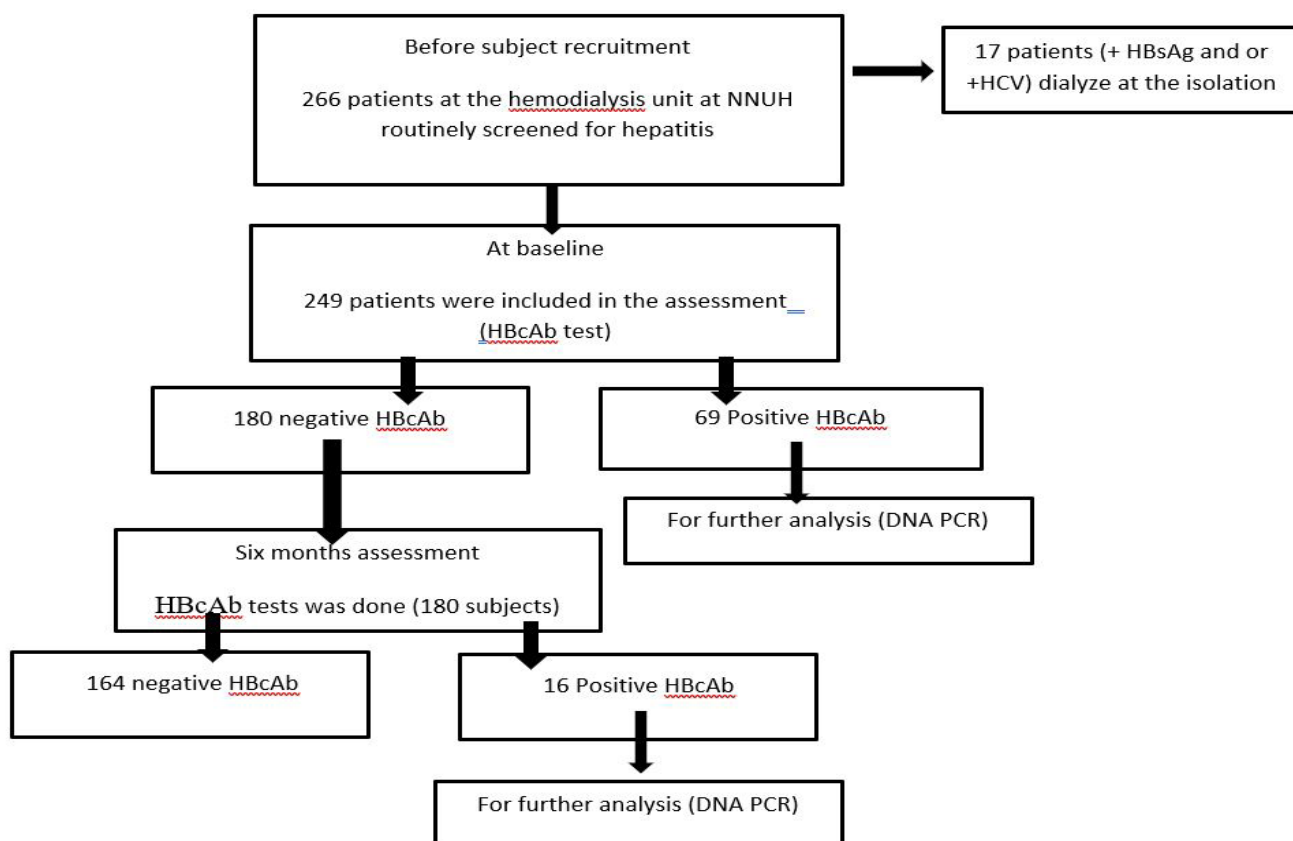 Before subject recruitment
266 patients at the hemodialysis unit at NNUH
routinely screened for hepatitis
17 patients (+ HBsAg and or
+HCV) dialyze at the isolation
At baseline
249 patients were included in the assessment
(HBcAb test)
180 negative HBcAb
69 Positive HBcAb
For further analysis (DNA PCR)
Six months assessment
HBcAb tests was done (180 subjects)
164 negative HBcAb
16 Positive HBcAb
For further analysis (DNA PCR)